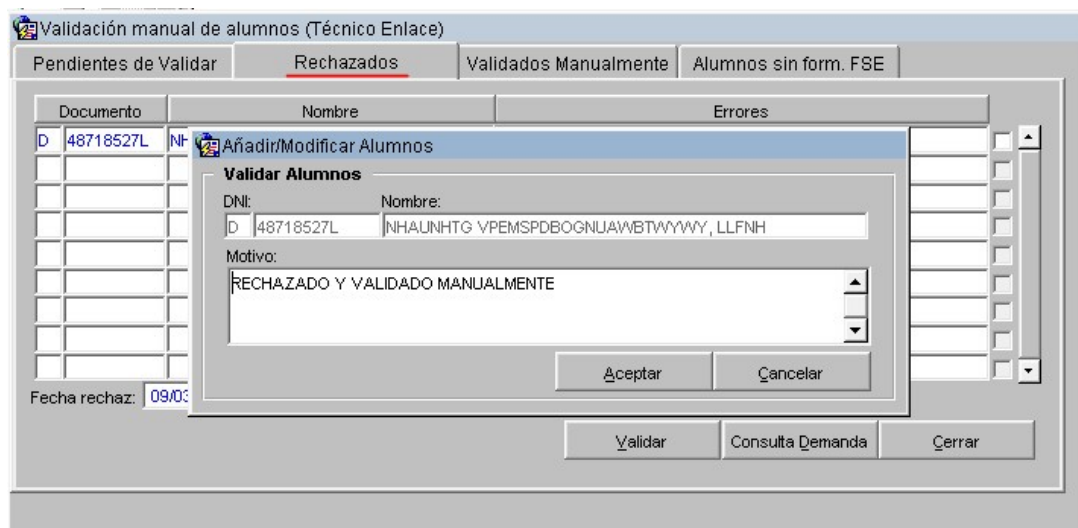 Validación manual de alumnos (Técnico Enlace)
Pendientes de Validar Rechazados Validados Manualmente Alumnos sin form. FSE
Documento Nombre Errores
D 48718527L
Añadir/Modificar Alumnos
Validar Alumnos
DNI: Nombre:
D 48718527L NHAUNHTG VPEMSPDBOGNUAWBTWYWY, LLFNH
Motivo:
RECHAZADO Y VALIDADO MANUALMENTE
Aceptar Cancelar
Fecha rechaz: 09/03
Validar Consulta Demanda Cerrar